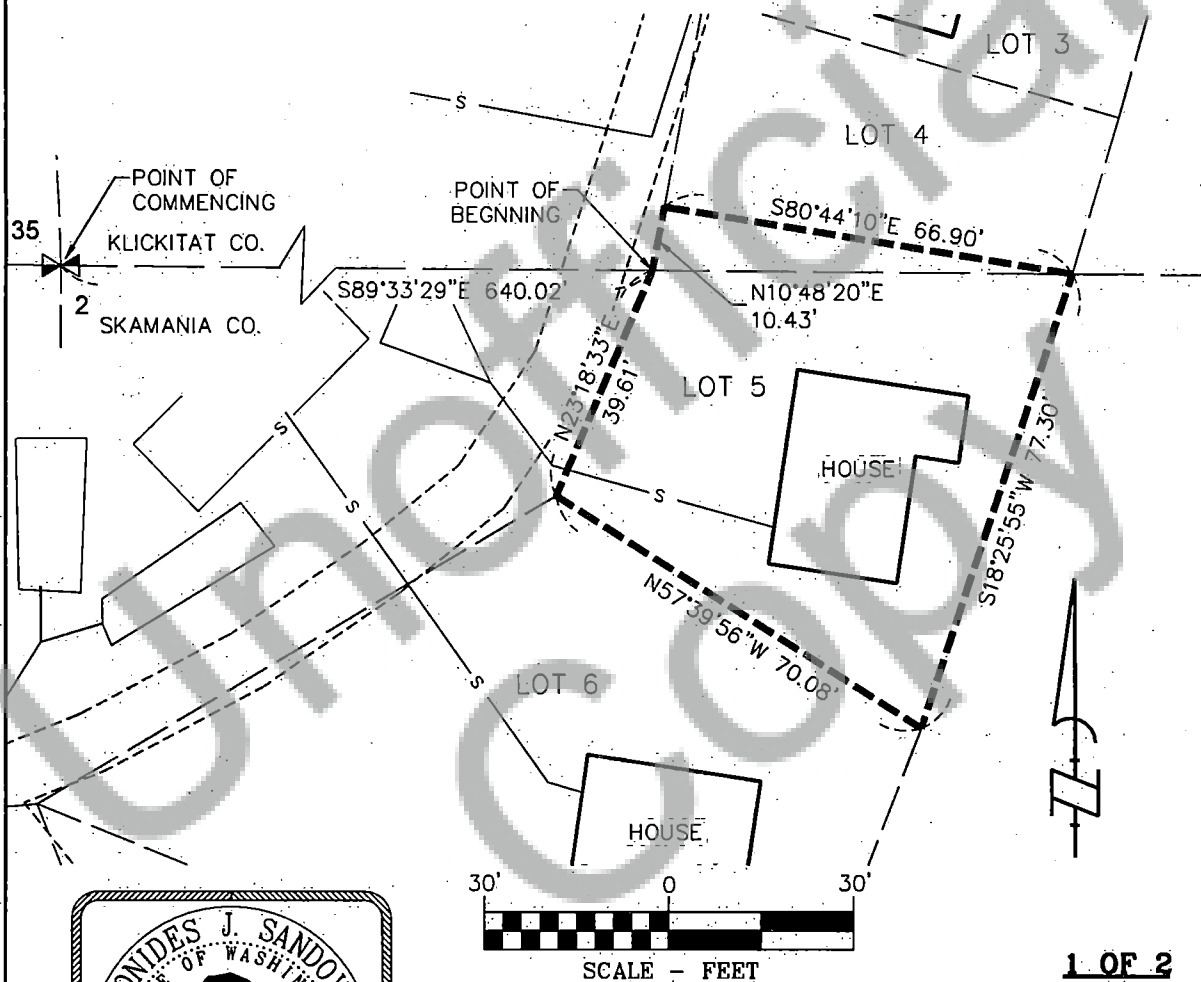 LOT 3
LOT 4
POINT OF
COMMENCING
35
KLICKITAT CO.
2
SKAMANIA CO.
POINT OF
BEGNNING
S80°44'10"E 66.90'
S89°33'29"E 640.02'
N10°48'20"E
10.43'
N23°18'33"E
39.61'
LOT 5
HOUSE
S18°25'55"W 77.30'
S
S
S
S
S
N57°39'56"W 70.08'
LOT 6
HOUSE
30'
0
30'
SCALE - FEET
J. SANDO
OF WASHIN
1 OF 2
Unofficial
Copy